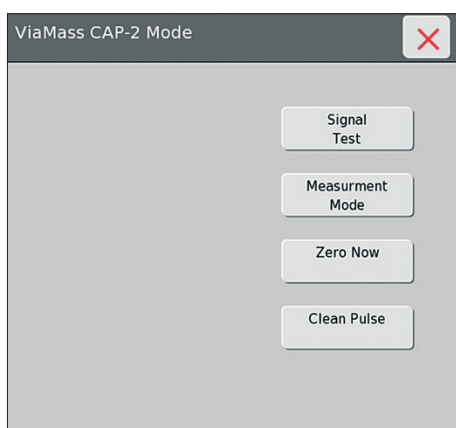 ViaMass CAP-2 Mode
Signal
Test
Measurment
Mode
Zero Now
Clean Pulse